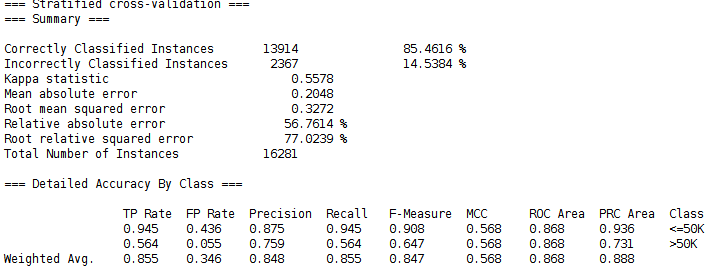 === Stratified cross-validation ===
=== Summary ===
Correctly Classified Instances 13914 85.4616 %
Incorrectly Classified Instances 2367 14.5384 %
Kappa statistic 0.5578
Mean absolute error 0.2048
Root mean squared error 0.3272
Relative absolute error 56.7614 %
Root relative squared error 77.0239 %
Total Number of Instances 16281
=== Detailed Accuracy By Class ===
TP Rate FP Rate Precision Recall F-Measure MCC ROC Area PRC Area Class
0.945 0.436 0.875 0.945 0.908 0.568 0.868 0.936 <=50K
0.564 0.055 0.759 0.564 0.647 0.568 0.868 0.731 >50K
Weighted Avg. 0.855 0.346 0.848 0.855 0.847 0.568 0.868 0.888